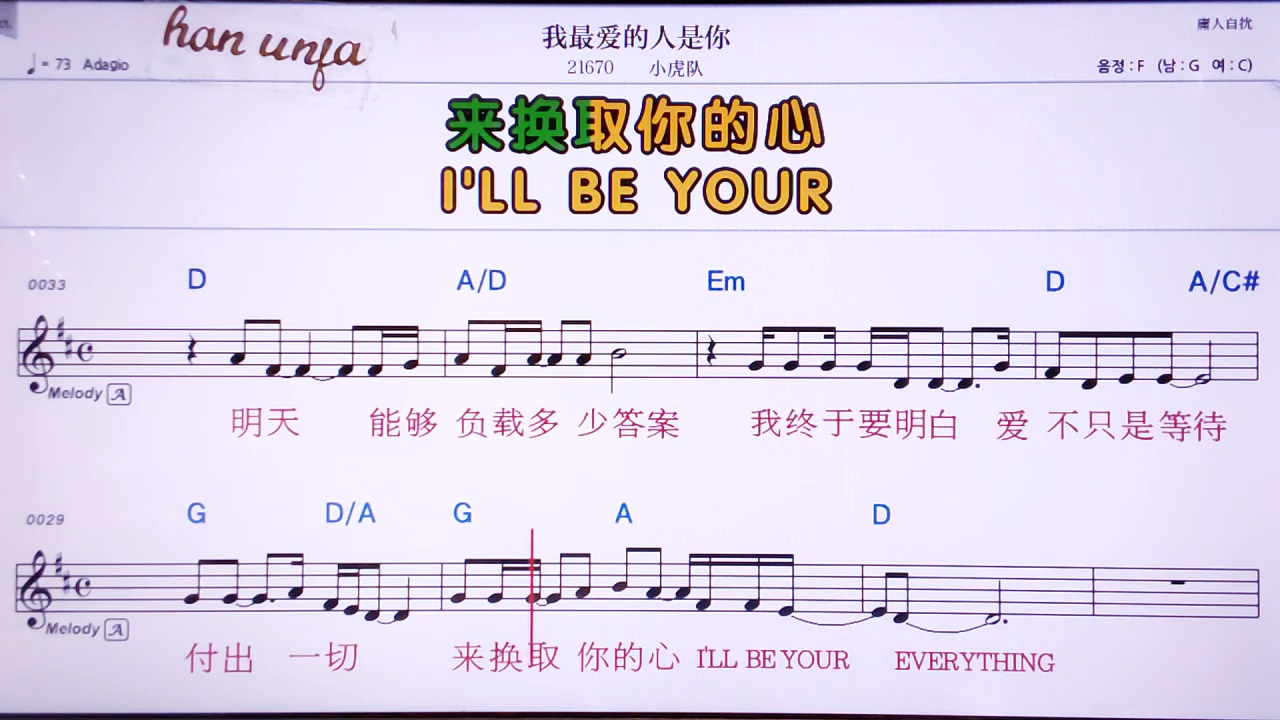 han unfa
我最爱的人是你
庸人自扰
♩= 73 Adagio
21670 小虎队
음정:F (남:G 여:C)
来换取你的心
I'LL BE YOUR
0033 D A/D Em D A/C#
Melody A
明天 能够 负载多 少答案 我终于要明白 爱 不只是等待
0029 G D/A G A D
Melody A
付出 一切 来换取 你的心 I'LL BE YOUR EVERYTHING